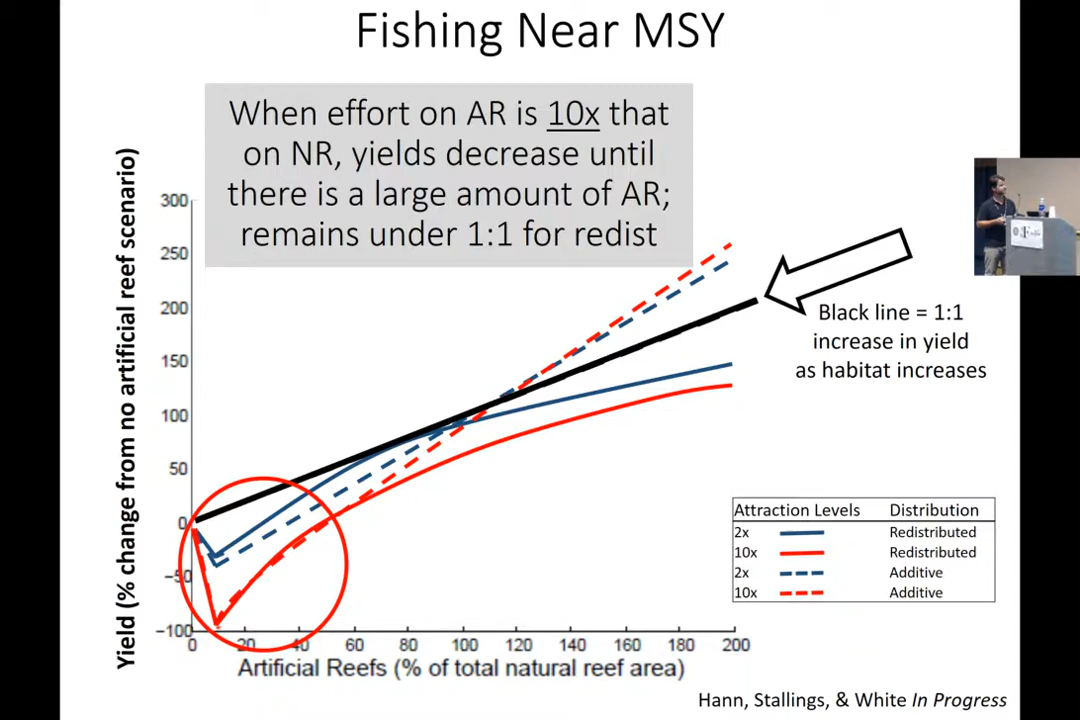 Fishing Near MSY
When effort on AR is 10x that
on NR, yields decrease until
there is a large amount of AR;
remains under 1:1 for redist
Yield (% change from no artificial reef scenario)
300
250
200
150
100
50
0
−50
−100
0 20 40 60 80 100 120 140 160 180 200
Artificial Reefs (% of total natural reef area)
Black line = 1:1
increase in yield
as habitat increases
Attraction Levels Distribution
2x Redistributed
10x Redistributed
2x Additive
10x Additive
Hann, Stallings, & White In Progress